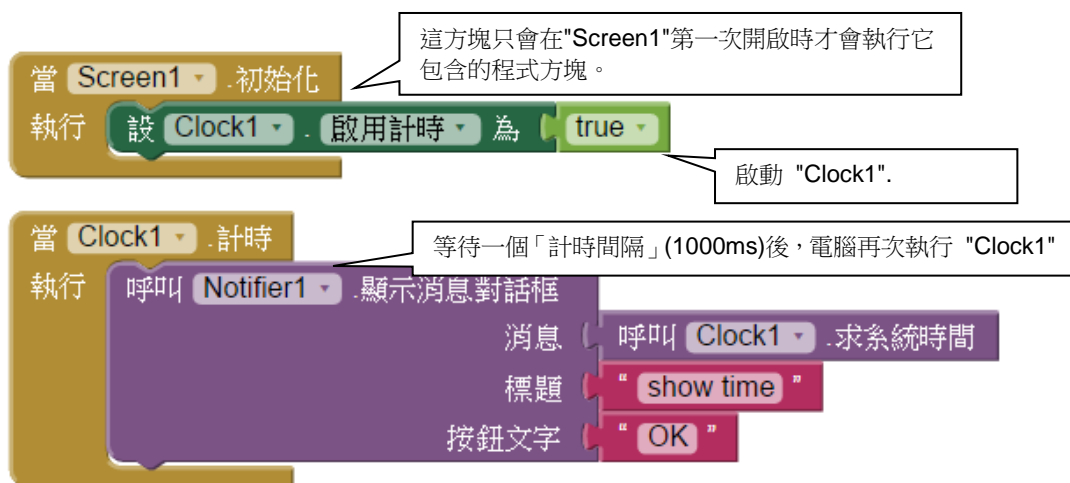 這方塊只會在"Screen1"第一次開啟時才會執行它
包含的程式方塊。
當 Screen1 .初始化
執行 設 Clock1 . 啟用計時 為 true
啟動 "Clock1".
當 Clock1 .計時
等待一個「計時間隔」(1000ms)後，電腦再次執行 "Clock1"
執行 呼叫 Notifier1 .顯示消息對話框
消息 呼叫 Clock1 .求系統時間
標題 " show time "
按鈕文字 " OK "